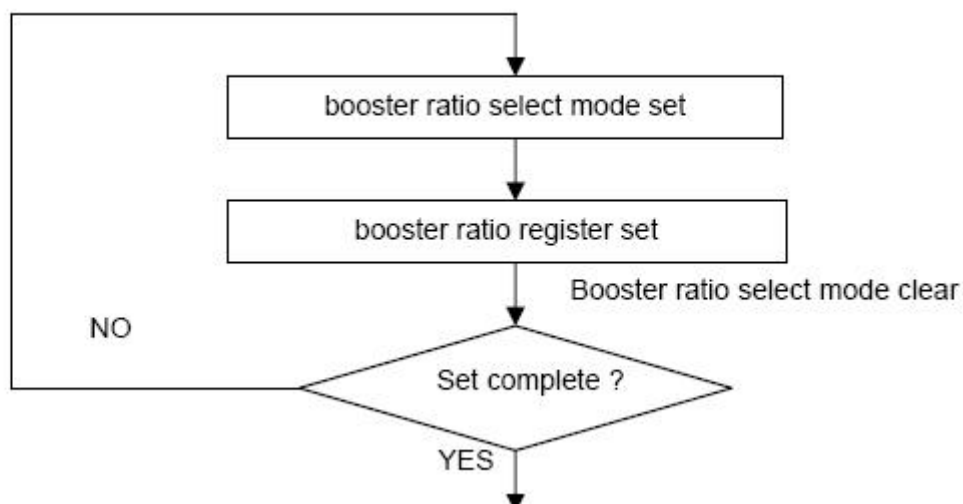 booster ratio select mode set
booster ratio register set
Booster ratio select mode clear
NO
Set complete ?
YES